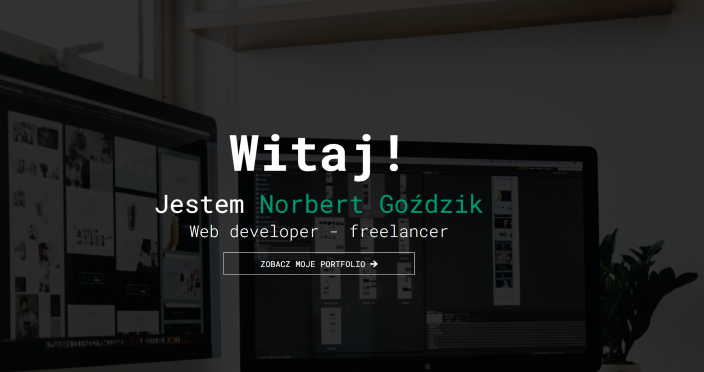 Witaj!
Jestem Norbert Goździk
Web developer - freelancer
ZOBACZ MOJE PORTFOLIO →